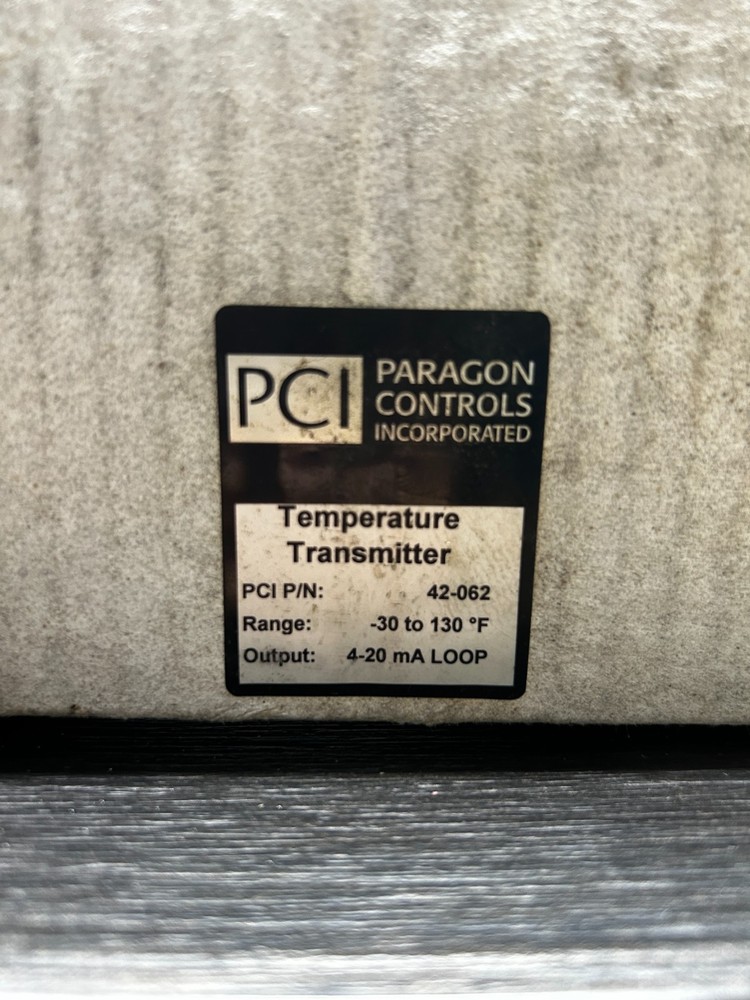 PCI
PARAGON
CONTROLS
INCORPORATED
Temperature
Transmitter
PCI P/N: 42-062
Range: -30 to 130 °F
Output: 4-20 mA LOOP